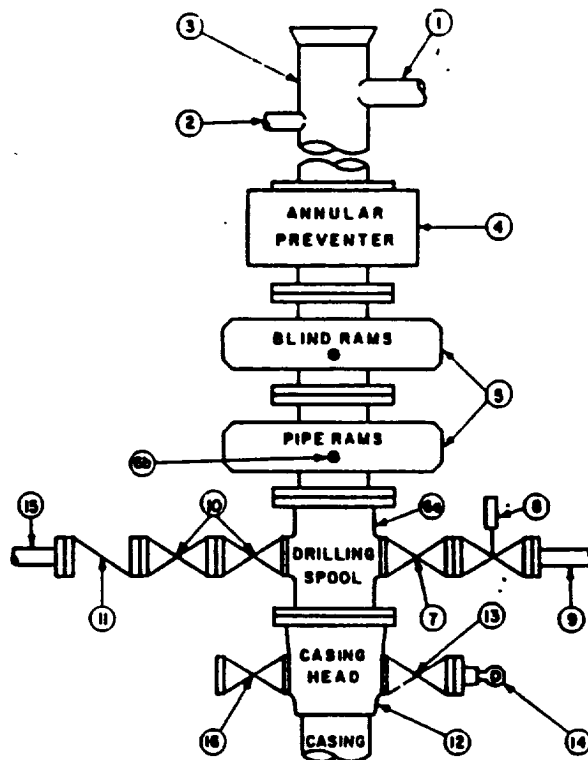 3
1
2
ANNULAR
PREVENTER
4
BLIND RAMS
5
PIPE RAMS
6b
6a
8
15
10
DRILLING
SPOOL
11
7
9
13
CASING
HEAD
16
12
14
CASING